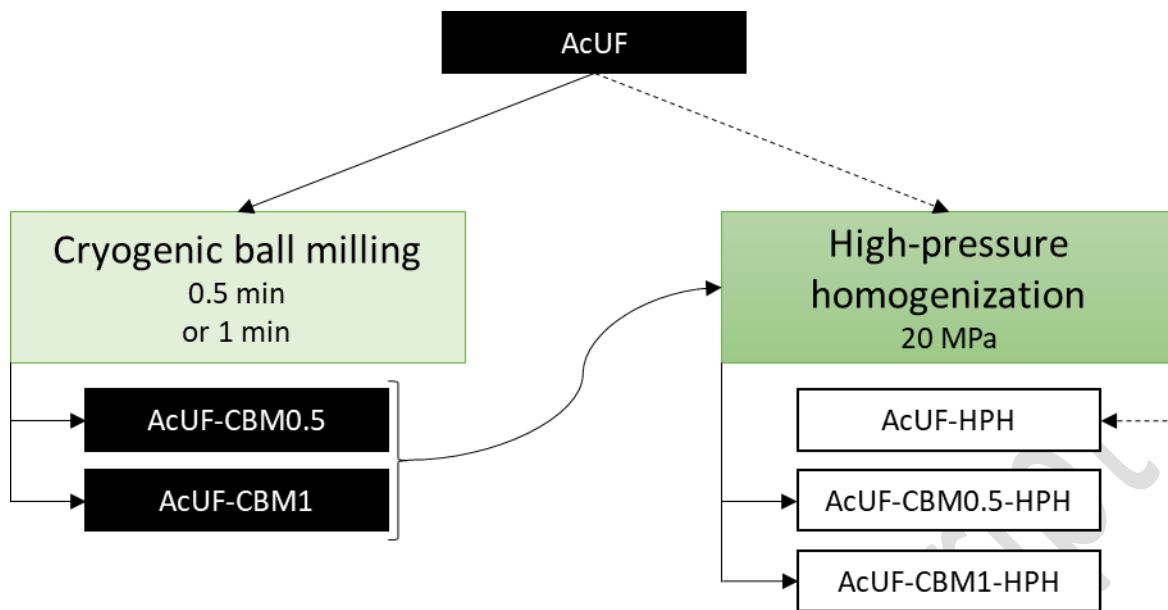 AcUF
Cryogenic ball milling
0.5 min
or 1 min
AcUF-CBM0.5
AcUF-CBM1
High-pressure
homogenization
20 MPa
AcUF-HPH
AcUF-CBM0.5-HPH
AcUF-CBM1-HPH